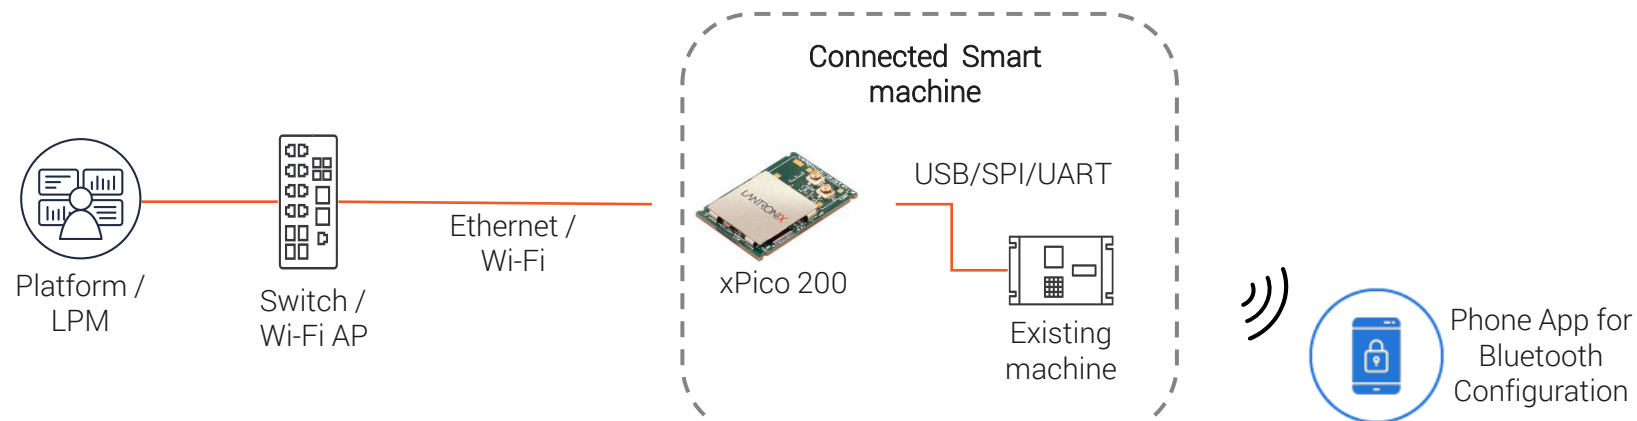 Connected Smart
machine
LANTRONIX
USB/SPI/UART
Ethernet /
Wi-Fi
xPico 200
Platform /
LPM
Switch /
Wi-Fi AP
Existing
machine
Phone App for
Bluetooth
Configuration